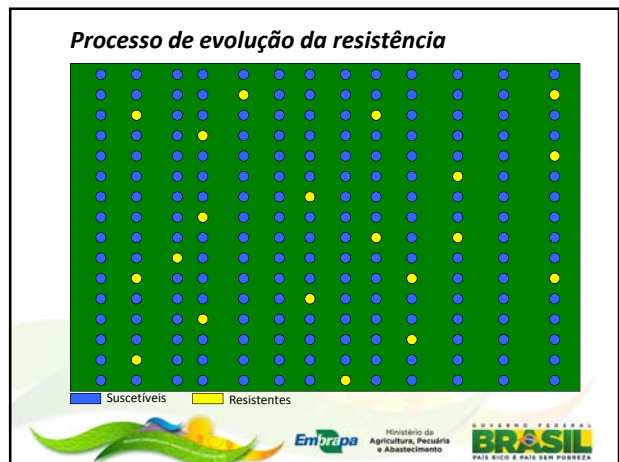 Processo de evolução da resistência
Suscetíveis
Resistentes
Embrapa
Ministério da
Agricultura, Pecuária
e Abastecimento
GOVERNO FEDERAL
BRASIL
PAÍS RICO É PAÍS SEM POBREZA